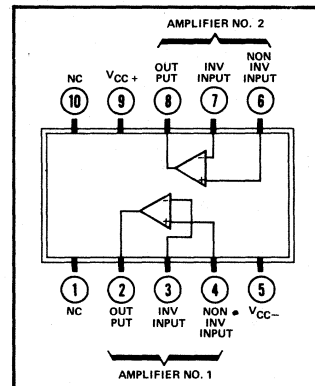 AMPLIFIER NO. 2
NC
VCC+
OUT
PUT
INV
INPUT
NON
INV
INPUT
10 9 8 7 6
-
+
-
+
1 2 3 4 5
NC
OUT
PUT
INV
INPUT
NON
INV
INPUT
VCC-
AMPLIFIER NO. 1